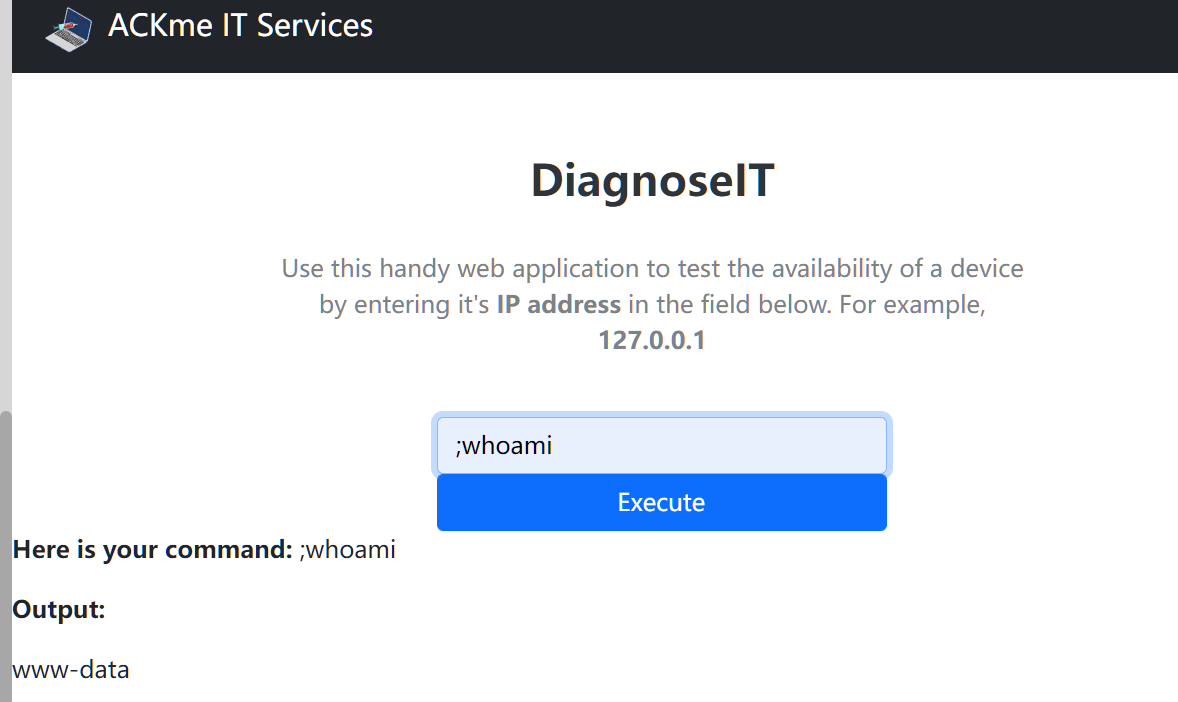 ACKme IT Services
DiagnoseIT
Use this handy web application to test the availability of a device
by entering it's IP address in the field below. For example,
127.0.0.1
;whoami
Execute
Here is your command: ;whoami
Output:
www-data